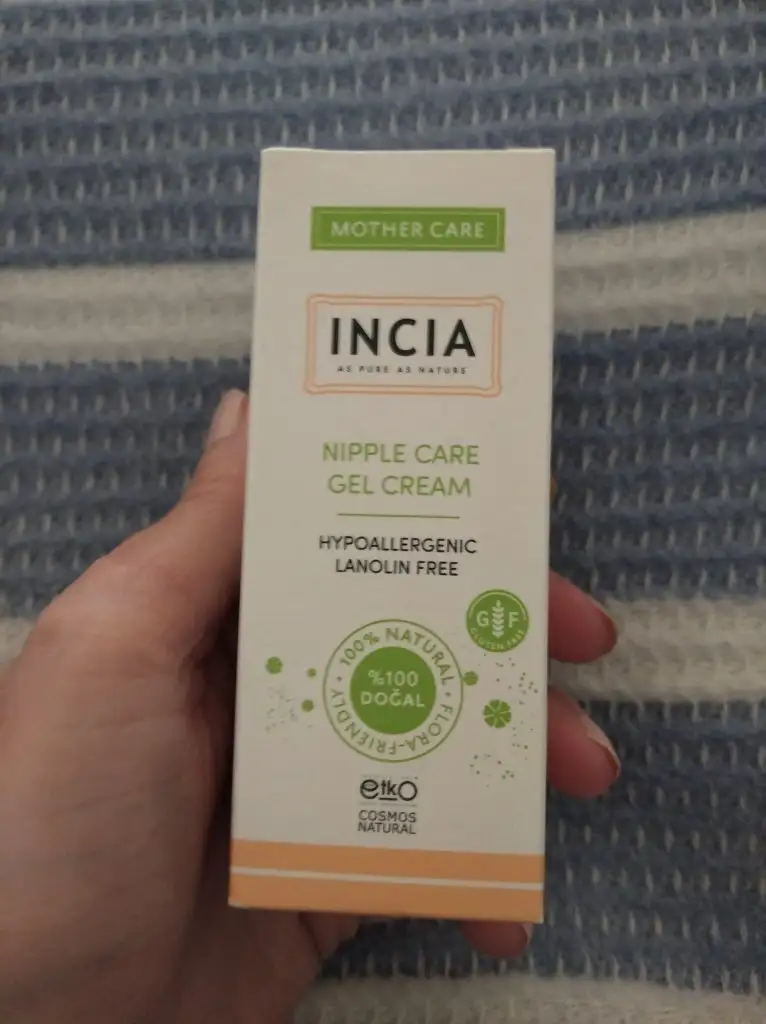 MOTHER CARE
INCIA
AS PURE AS NATURE
NIPPLE CARE
GEL CREAM
HYPOALLERGENIC
LANOLIN FREE
G F
GLUTEN FREE
100% NATURAL • FLORA-FRIENDLY •
%100
DOĞAL
etko
COSMOS
NATURAL